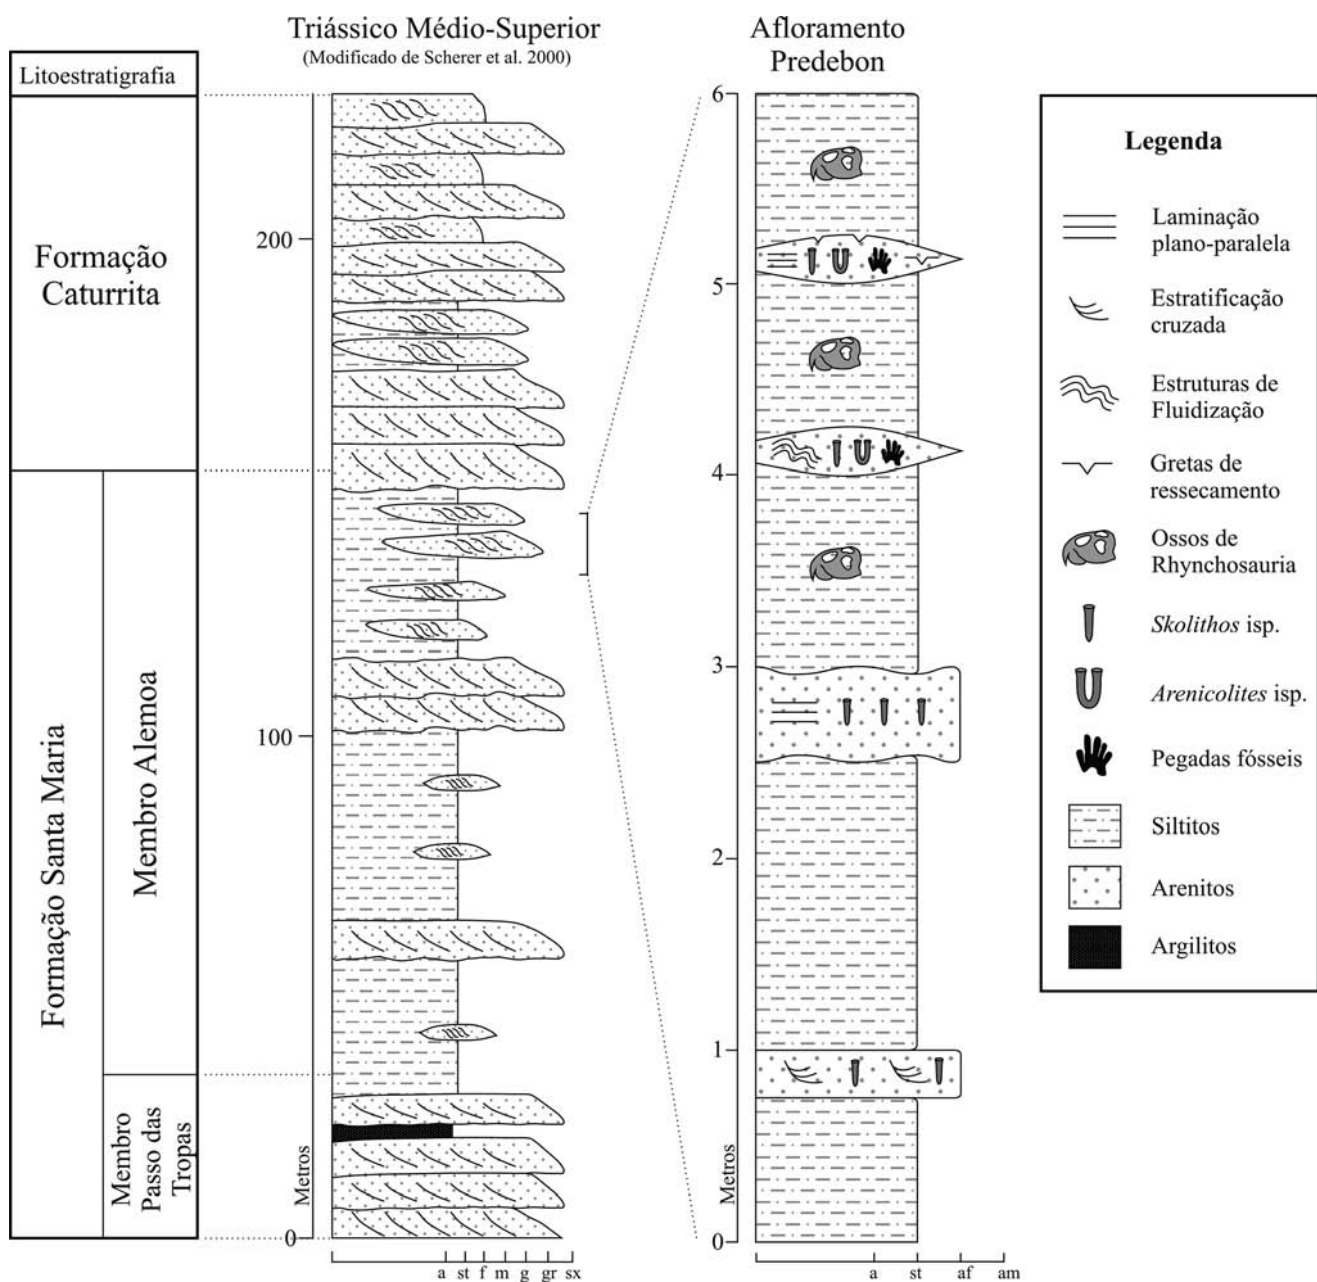 Triássico Médio-Superior
(Modificado de Scherer et al. 2000)
Litoestratigrafia
Formação
Caturrita
Formação Santa Maria
Membro Alemoa
Membro
Passo das
Tropas
200
100
0
Metros
a st f m g gr sx
Afloramento
Predebon
6
5
4
3
2
1
0
Metros
a st af am
Legenda
Laminação
plano-paralela
Estratificação
cruzada
Estruturas de
Fluidização
Gretas de
ressecamento
Ossos de
Rhynchosauria
Skolithos isp.
Arenicolites isp.
Pegadas fósseis
Siltitos
Arenitos
Argilitos